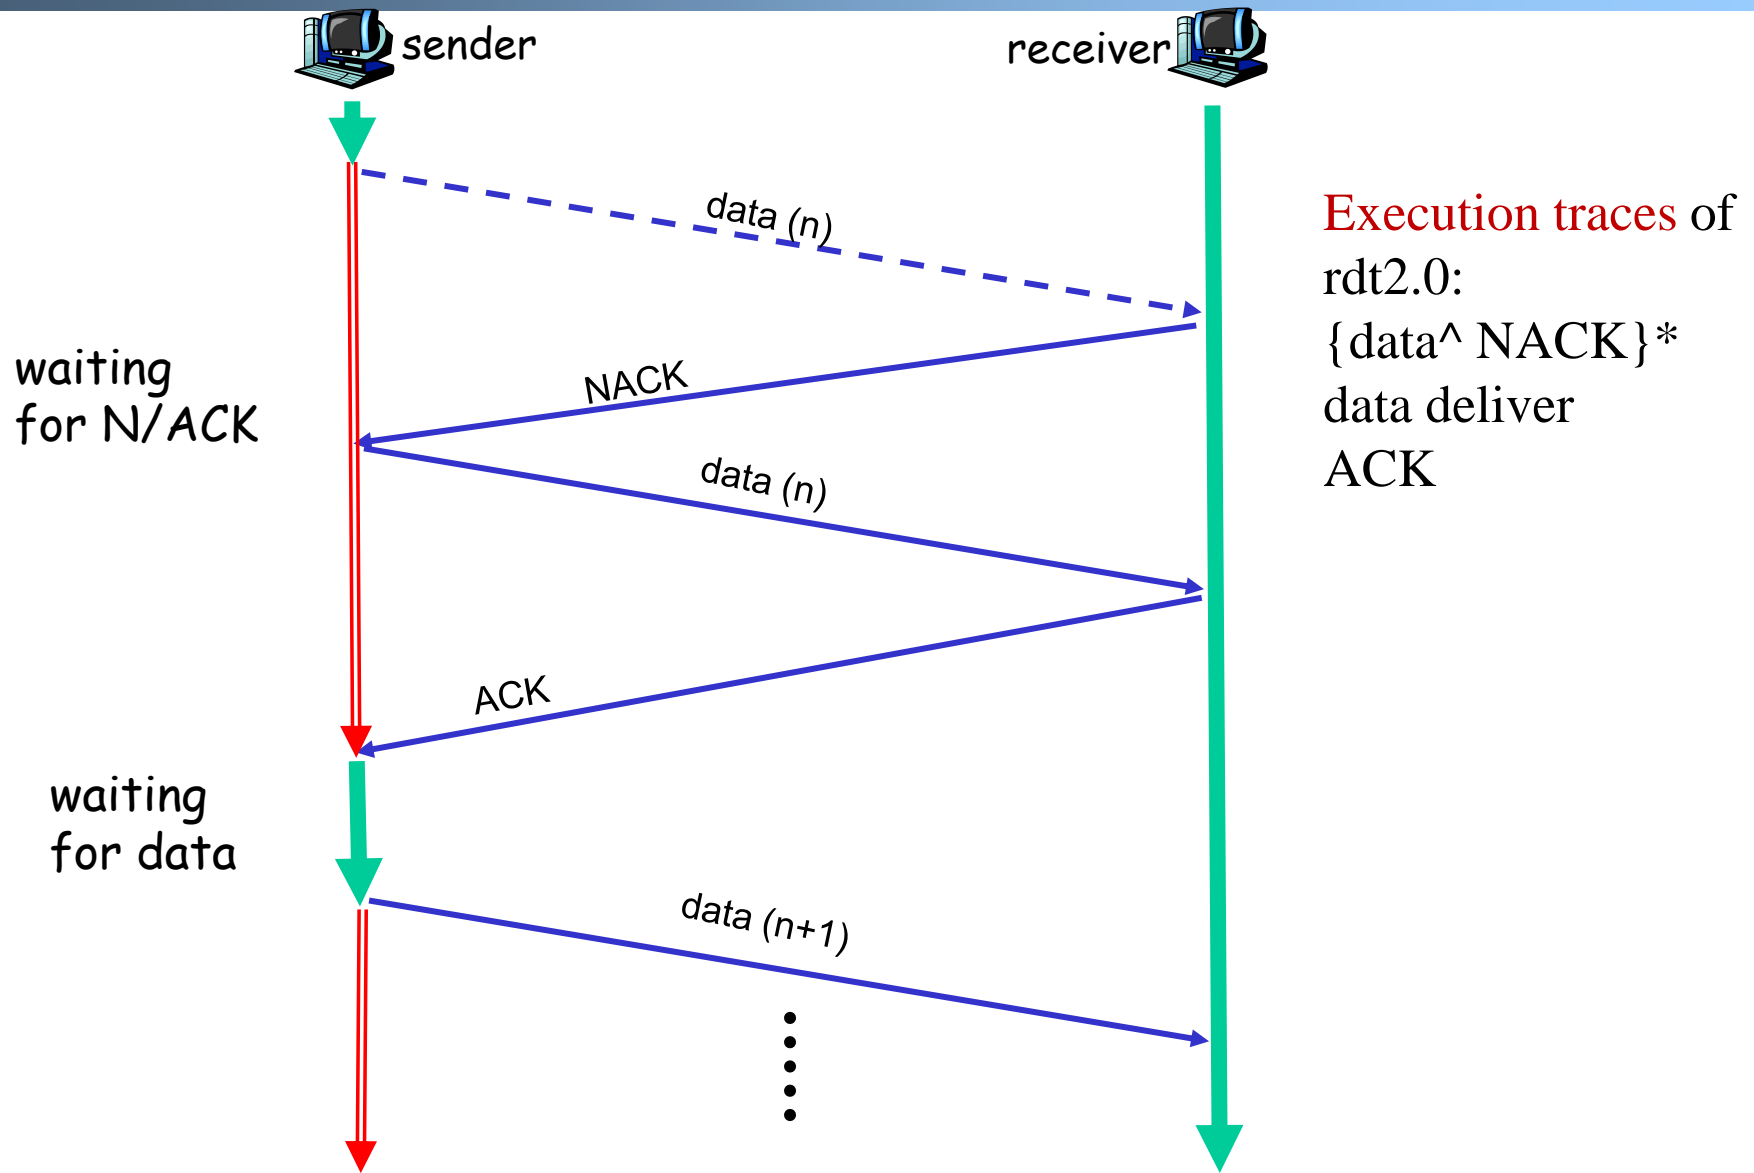 sender
receiver
data (n)
Execution traces of
rdt2.0:
{data^ NACK}*
data deliver
ACK
waiting
for N/ACK
NACK
data (n)
ACK
waiting
for data
data (n+1)